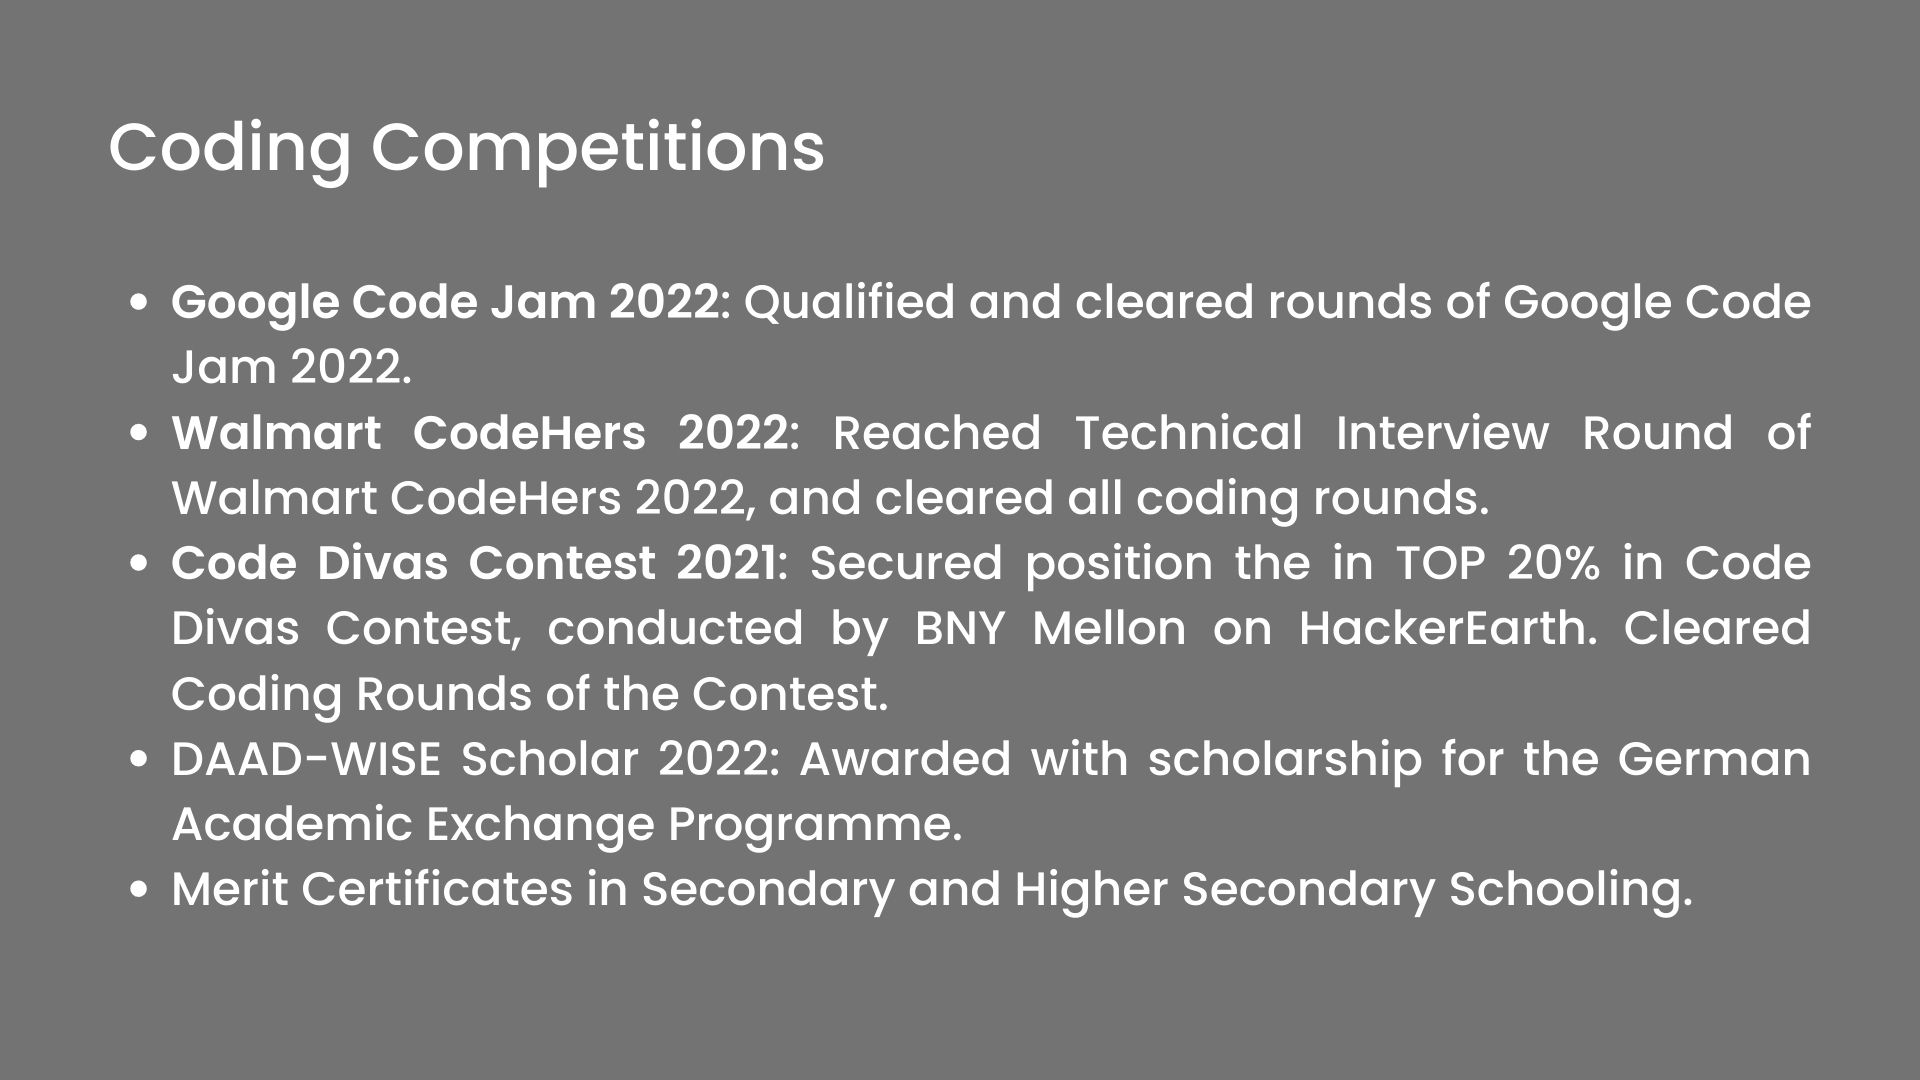 Coding Competitions
• Google Code Jam 2022: Qualified and cleared rounds of Google Code
Jam 2022.
• Walmart CodeHers 2022: Reached Technical Interview Round of
Walmart CodeHers 2022, and cleared all coding rounds.
• Code Divas Contest 2021: Secured position the in TOP 20% in Code
Divas Contest, conducted by BNY Mellon on HackerEarth. Cleared
Coding Rounds of the Contest.
• DAAD-WISE Scholar 2022: Awarded with scholarship for the German
Academic Exchange Programme.
• Merit Certificates in Secondary and Higher Secondary Schooling.